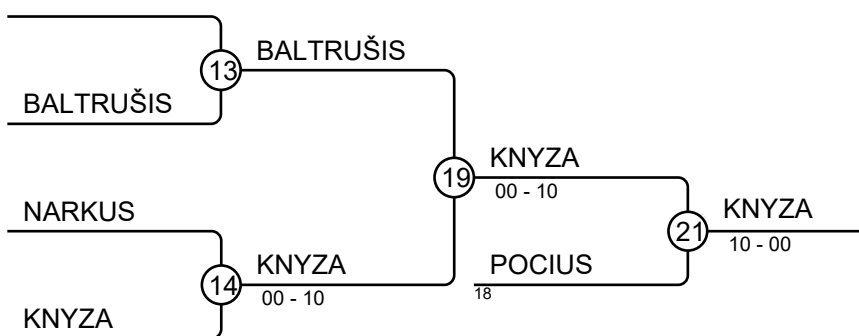 13
BALTRUŠIS
BALTRUŠIS
NARKUS
14
KNYZA
00 - 10
KNYZA
19
KNYZA
00 - 10
POCIUS
18
21
KNYZA
10 - 00